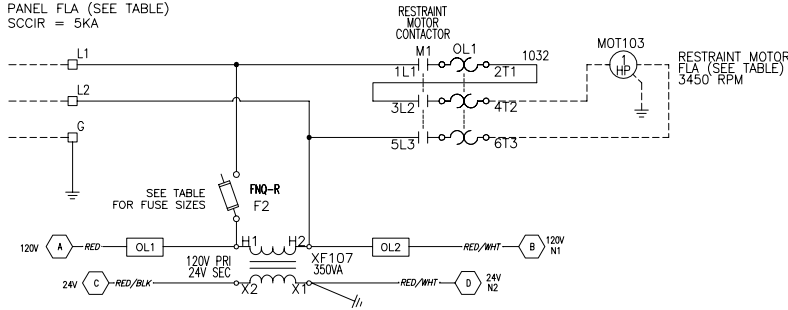 PANEL FLA (SEE TABLE)
SCCIR = 5KA
RESTRAINT
MOTOR
CONTACTOR
L1
M1
OL1
1032
1L1
2T1
MOT103
1
HP
RESTRAINT MOTOR
FLA (SEE TABLE)
3450 RPM
L2
3L2
4T2
G
5L3
6T3
SEE TABLE
FOR FUSE SIZES
FNQ-R
F2
120V
A
RED
OL1
H1
H2
OL2
RED/WHT
B
120V
N1
120V PRI
24V SEC
XF107
350VA
24V
C
RED/BLK
X2
X1
RED/WHT
D
24V
N2